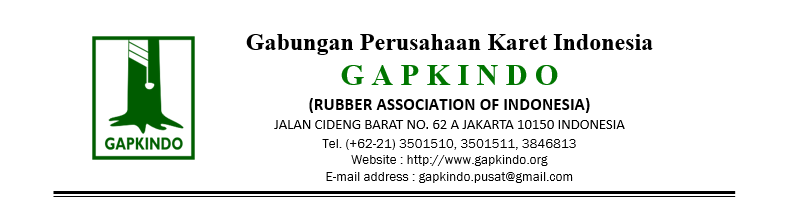 GAPKINDO
Gabungan Perusahaan Karet Indonesia
G A P K I N D O
(RUBBER ASSOCIATION OF INDONESIA)
JALAN CIDENG BARAT NO. 62 A JAKARTA 10150 INDONESIA
Tel. (+62-21) 3501510, 3501511, 3846813
Website : http://www.gapkindo.org
E-mail address : gapkindo.pusat@gmail.com